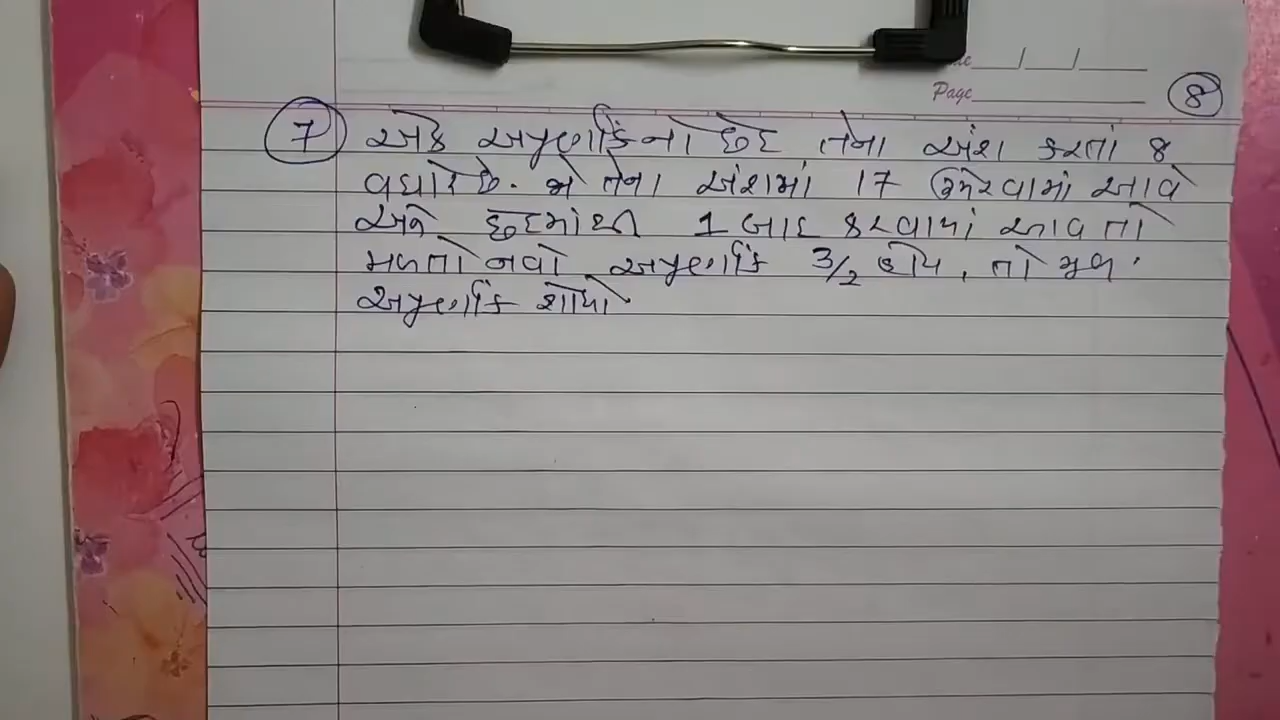 Page 8
7 એક અપૂર્ણાંકનો છેદ તેના અંશ કરતાં 8
વધારે છે. જો તેના અંશમાં 17 ઉમેરવામાં આવે
અને છેદમાંથી 1 બાદ કરવામાં આવે તો
મળતો નવો અપૂર્ણાંક 3/2 હોય, તો મુળ
અપૂર્ણાંક શોધો.